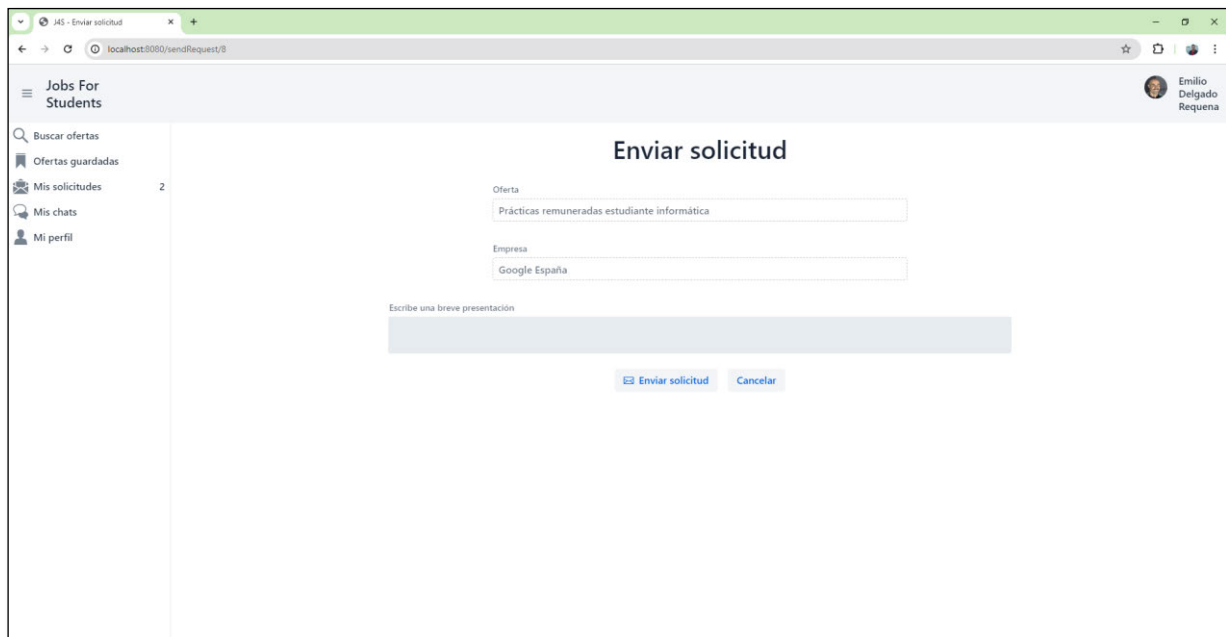 J4S - Enviar solicitud
localhost:8080/sendRequest/8
Jobs For
Students
Emilio
Delgado
Requena
Buscar ofertas
Ofertas guardadas
Mis solicitudes 2
Mis chats
Mi perfil
Enviar solicitud
Oferta
Prácticas remuneradas estudiante informática
Empresa
Google España
Escribe una breve presentación
Enviar solicitud Cancelar